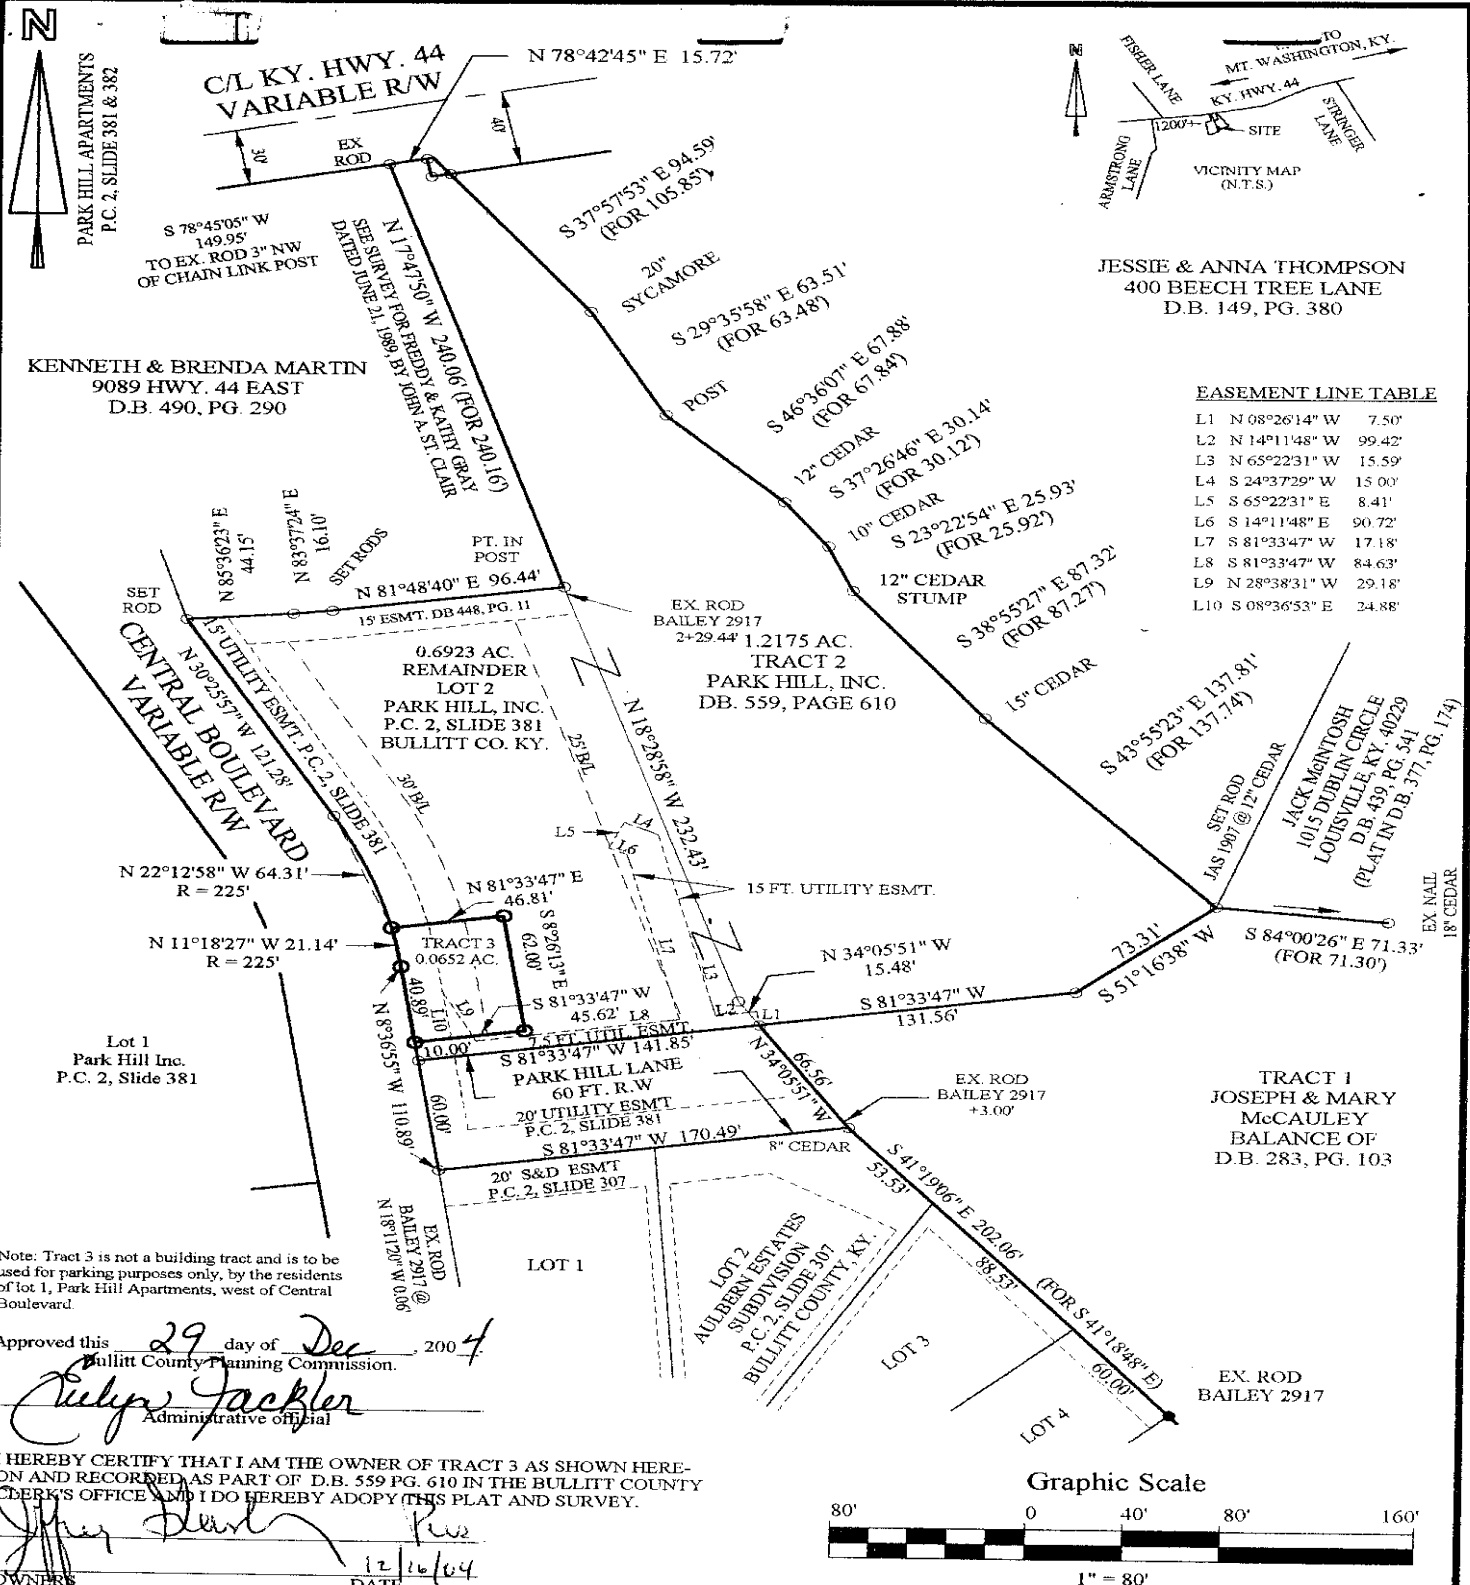 N
PARK HILL APARTMENTS
P.C. 2, SLIDE 381 & 382
C/L KY. HWY. 44
VARIABLE R/W
N 78°42'45" E 15.72'
30'
40'
EX
ROD
S 78°45'05" W
149.95'
TO EX. ROD 3" NW
OF CHAIN LINK POST
N 17°47'50" W 240.06' (FOR 240.16')
SEE SURVEY FOR FREDDY & KATHY GRAY
DATED JUNE 21, 1989, BY JOHN A. ST. CLAIR
KENNETH & BRENDA MARTIN
9089 HWY. 44 EAST
D.B. 490, PG. 290
N
FISHER LANE
TO
MT. WASHINGTON, KY.
KY. HWY. 44
1200'
SITE
STRINGER
LANE
ARMSTRONG
LANE
VICINITY MAP
(N.T.S.)
JESSIE & ANNA THOMPSON
400 BEECH TREE LANE
D.B. 149, PG. 380
S 37°57'53" E 94.59'
(FOR 105.85')
20"
SYCAMORE
S 29°35'58" E 63.51'
(FOR 63.48')
POST
S 46°36'07" E 67.88'
(FOR 67.84')
12" CEDAR
S 37°26'46" E 30.14'
(FOR 30.12')
10" CEDAR
S 23°22'54" E 25.93'
(FOR 25.92')
12" CEDAR
STUMP
S 38°55'27" E 87.32'
(FOR 87.27')
15" CEDAR
S 43°55'23" E 137.81'
(FOR 137.74')
EASEMENT LINE TABLE
L1 N 08°26'14" W 7.50'
L2 N 14°11'48" W 99.42'
L3 N 65°22'31" W 15.59'
L4 S 24°37'29" W 15.00'
L5 S 65°22'31" E 8.41'
L6 S 14°11'48" E 90.72'
L7 S 81°33'47" W 17.18'
L8 S 81°33'47" W 84.63'
L9 N 28°38'31" W 29.18'
L10 S 08°36'53" E 24.88'
N 85°36'23" E
44.15'
N 83°37'24" E
16.10'
SET RODS
PT. IN
POST
N 81°48'40" E 96.44'
15' ESM'T. DB 448, PG. 11
SET
ROD
EX. ROD
BAILEY 2917
2+29.44'
1.2175 AC.
TRACT 2
PARK HILL, INC.
DB. 559, PAGE 610
0.6923 AC.
REMAINDER
LOT 2
PARK HILL, INC.
P.C. 2, SLIDE 381
BULLITT CO. KY.
15' UTILITY ESMT. P.C. 2, SLIDE 381
N 30°25'57" W 121.28'
CENTRAL BOULEVARD
VARIABLE R/W
30' B/L
25' B/L
N 18°28'58" W 232.43'
L5
L4
L6
15 FT. UTILITY ESMT.
L7
L3
N 22°12'58" W 64.31'
R = 225'
N 81°33'47" E
46.81'
N 11°18'27" W 21.14'
R = 225'
TRACT 3
0.0652 AC.
S 8°26'13" E
62.00'
40.89'
L10
L9
S 81°33'47" W
45.62'
L8
L2
L1
10.00'
7.5 FT. UTIL. ESMT.
S 81°33'47" W 141.85'
N 34°05'51" W
15.48'
S 81°33'47" W
131.56'
73.31'
S 51°16'38" W
SET ROD
JAS 1907 @ 12" CEDAR
JACK McINTOSH
1015 DUBLIN CIRCLE
LOUISVILLE, KY. 40229
D.B. 439, PG. 541
(PLAT IN D.B. 377, PG. 174)
S 84°00'26" E 71.33'
(FOR 71.30')
EX NAIL
18" CEDAR
N 8°36'55" W 110.89'
60.00'
PARK HILL LANE
60 FT. R.W
20' UTILITY ESM'T
P.C. 2, SLIDE 381
S 81°33'47" W 170.49'
8" CEDAR
66.56'
N 34°05'51" W
EX. ROD
BAILEY 2917
+3.00'
Lot 1
Park Hill Inc.
P.C. 2, Slide 381
TRACT 1
JOSEPH & MARY
McCAULEY
BALANCE OF
D.B. 283, PG. 103
20' S&D ESM'T
P.C. 2, SLIDE 307
EX. ROD
BAILEY 2917 @
N 18°11'20" W 0.06'
LOT 1
LOT 2
AULBERN ESTATES
SUBDIVISION
P.C. 2, SLIDE 307
BULLITT COUNTY, KY.
S 41°19'06" E 202.06'
53.53'
88.53'
(FOR S 41°18'48" E)
60.00'
LOT 3
LOT 4
EX. ROD
BAILEY 2917
Note: Tract 3 is not a building tract and is to be
used for parking purposes only, by the residents
of lot 1, Park Hill Apartments, west of Central
Boulevard.
Approved this 29 day of Dec, 2004
Bullitt County Planning Commission.
Administrative official
I HEREBY CERTIFY THAT I AM THE OWNER OF TRACT 3 AS SHOWN HERE-
ON AND RECORDED AS PART OF D.B. 559 PG. 610 IN THE BULLITT COUNTY
CLERK'S OFFICE AND I DO HEREBY ADOPY THIS PLAT AND SURVEY.
12/16/04
OWNERS DATE
Graphic Scale
80' 0 40' 80' 160'
1" = 80'